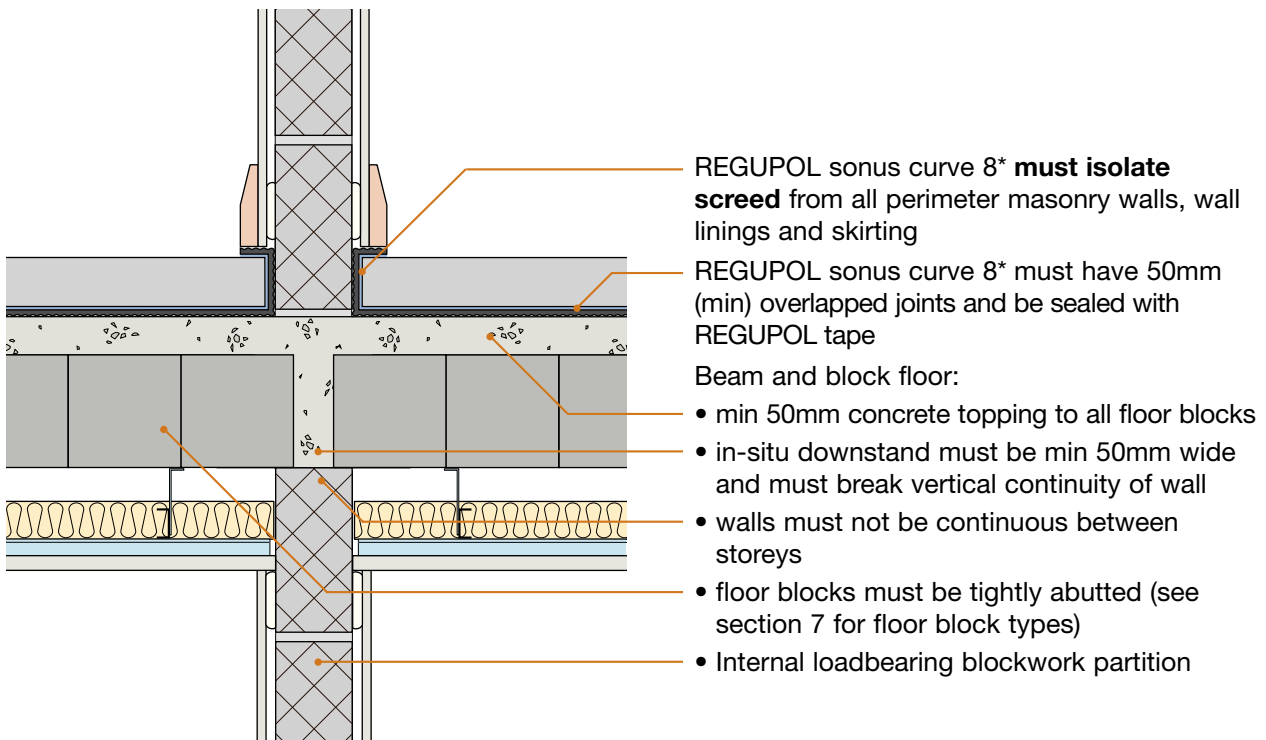 REGUPOL sonus curve 8* must isolate
screed from all perimeter masonry walls, wall
linings and skirting
REGUPOL sonus curve 8* must have 50mm
(min) overlapped joints and be sealed with
REGUPOL tape
Beam and block floor:
• min 50mm concrete topping to all floor blocks
• in-situ downstand must be min 50mm wide
and must break vertical continuity of wall
• walls must not be continuous between
storeys
• floor blocks must be tightly abutted (see
section 7 for floor block types)
• Internal loadbearing blockwork partition